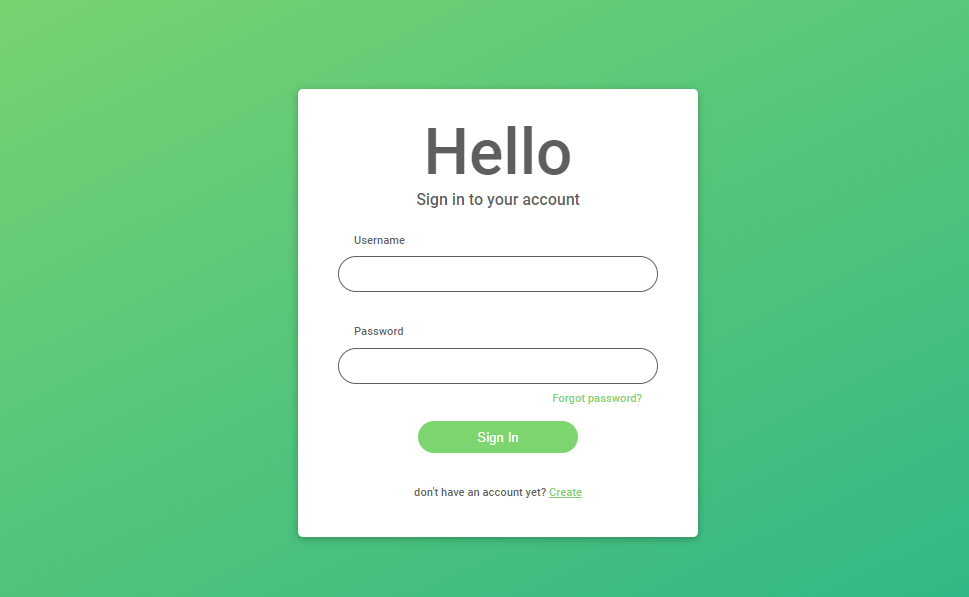 Hello
Sign in to your account
Username
Password
Forgot password?
Sign In
don't have an account yet? Create